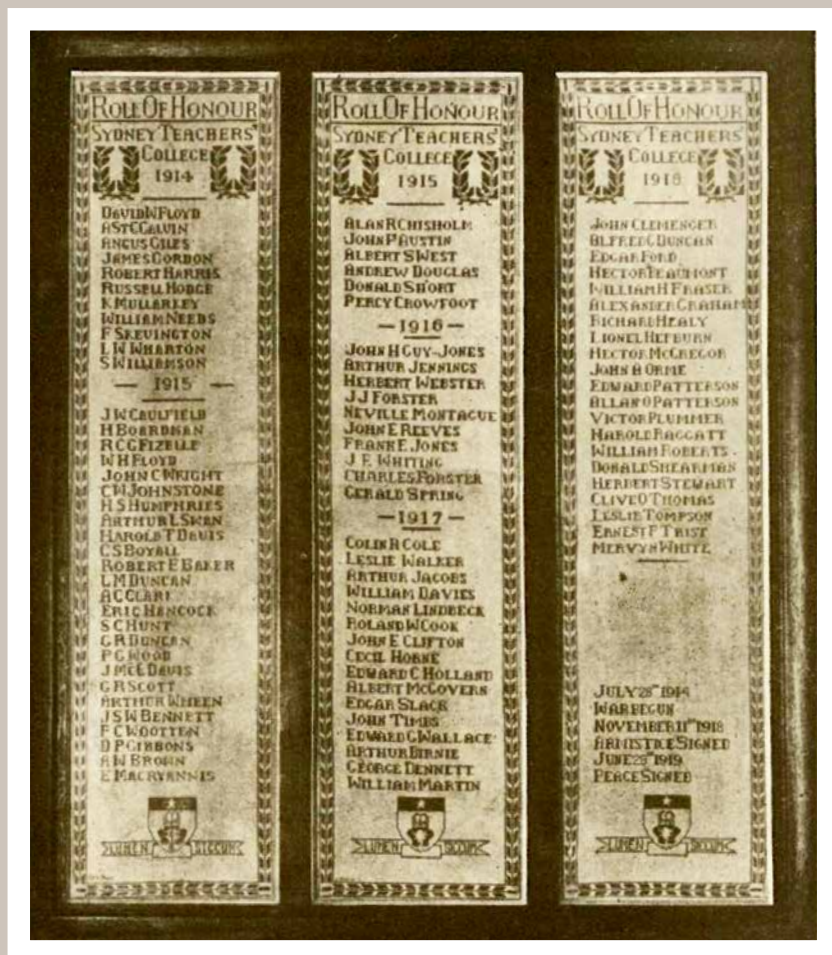 ROLL OF HONOUR
SYDNEY TEACHERS'
COLLEGE
1914
DAVID W FLOYD
A ST C CALVIN
ANGUS GILES
JAMES GORDON
ROBERT HARRIS
RUSSELL HODGE
K MULLARLEY
WILLIAM NEEDS
F SKEVINGTON
L W WHARTON
S WILLIAMSON
— 1915 —
J W CAULFIELD
H BOARDMAN
R C G FIZELLE
W H FLOYD
JOHN C WRIGHT
C W JOHNSTONE
H S HUMPHRIES
ARTHUR L SWAN
HAROLD T DAVIS
C S BOYALL
ROBERT E BAKER
L M DUNCAN
A C CLARK
ERIC HANCOCK
S C HUNT
G R DUNCAN
P G WOOD
J MCE DAVIS
G R SCOTT
ARTHUR WHEEN
J S W BENNETT
F C WOOTTEN
D P GIBBONS
A W BROWN
E MACRYANNIS
LUMEN SICCUM
ROLL OF HONOUR
SYDNEY TEACHERS'
COLLEGE
1915
ALAN R CHISHOLM
JOHN P AUSTIN
ALBERT S WEST
ANDREW DOUGLAS
DONALD SHORT
PERCY CROWFOOT
— 1916 —
JOHN H GUY-JONES
ARTHUR JENNINGS
HERBERT WEBSTER
J J FORSTER
NEVILLE MONTAGUE
JOHN E REEVES
FRANK E JONES
J F WHITING
CHARLES FORSTER
GERALD SPRING
— 1917 —
COLIN R COLE
LESLIE WALKER
ARTHUR JACOBS
WILLIAM DAVIES
NORMAN LINDBECK
ROLAND W COOK
JOHN E CLIFTON
CECIL HORNE
EDWARD C HOLLAND
ALBERT MCGOVERN
EDGAR SLACK
JOHN TIMBS
EDWARD G WALLACE
ARTHUR BIRNIE
GEORGE DENNETT
WILLIAM MARTIN
LUMEN SICCUM
ROLL OF HONOUR
SYDNEY TEACHERS'
COLLEGE
1918
JOHN CLEMENGER
ALFRED C DUNCAN
EDGAR FORD
HECTOR BEAUMONT
WILLIAM H FRASER
ALEXANDER GRAHAM
RICHARD HEALY
LIONEL HEPBURN
HECTOR MCGREGOR
JOHN A ORME
EDWARD PATTERSON
ALLAN O PATTERSON
VICTOR PLUMMER
HAROLD RAGGATT
WILLIAM ROBERTS
DONALD SHEARMAN
HERBERT STEWART
CLIVE O THOMAS
LESLIE TOMPSON
ERNEST F TRIST
MERVYN WHITE
JULY 28TH 1914
WAR BEGUN
NOVEMBER 11TH 1918
ARMISTICE SIGNED
JUNE 28TH 1919
PEACE SIGNED
LUMEN SICCUM